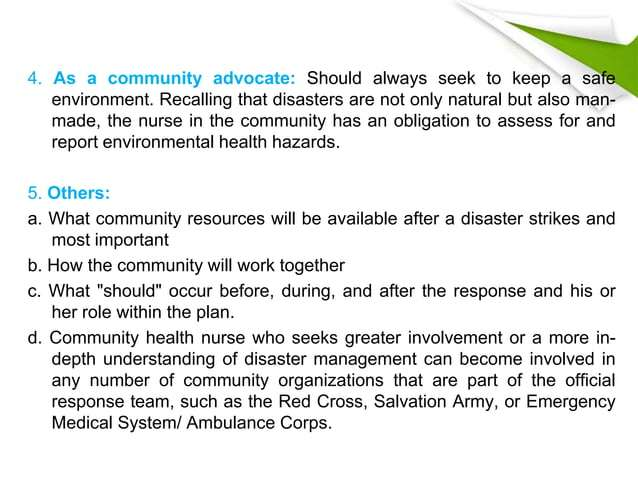 4. As a community advocate: Should always seek to keep a safe
environment. Recalling that disasters are not only natural but also man-
made, the nurse in the community has an obligation to assess for and
report environmental health hazards.
5. Others:
a. What community resources will be available after a disaster strikes and
most important
b. How the community will work together
c. What "should" occur before, during, and after the response and his or
her role within the plan.
d. Community health nurse who seeks greater involvement or a more in-
depth understanding of disaster management can become involved in
any number of community organizations that are part of the official
response team, such as the Red Cross, Salvation Army, or Emergency
Medical System/ Ambulance Corps.